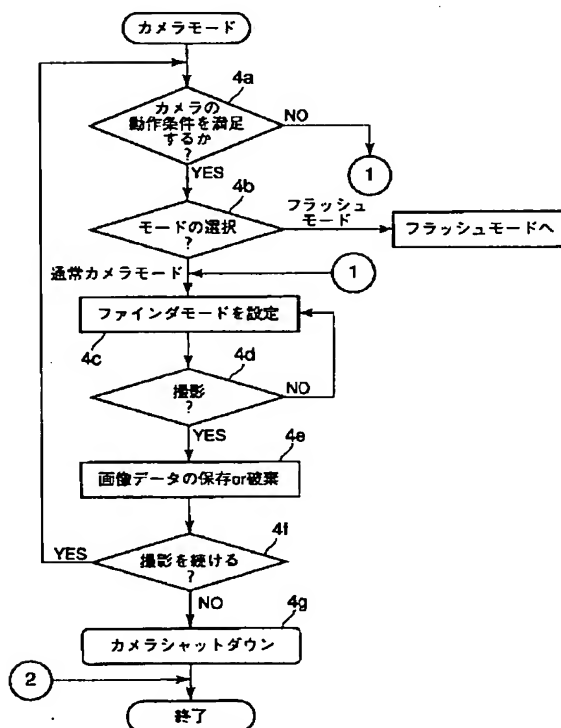 カメラモード
4a
カメラの
動作条件を満足
するか
?
NO
1
YES
4b
モードの選択
?
フラッシュ
モード
フラッシュモードへ
通常カメラモード
1
ファインダモードを設定
4c
4d
撮影
?
NO
YES
4e
画像データの保存or破棄
4f
撮影を続ける
?
YES
NO
4g
カメラシャットダウン
2
終了